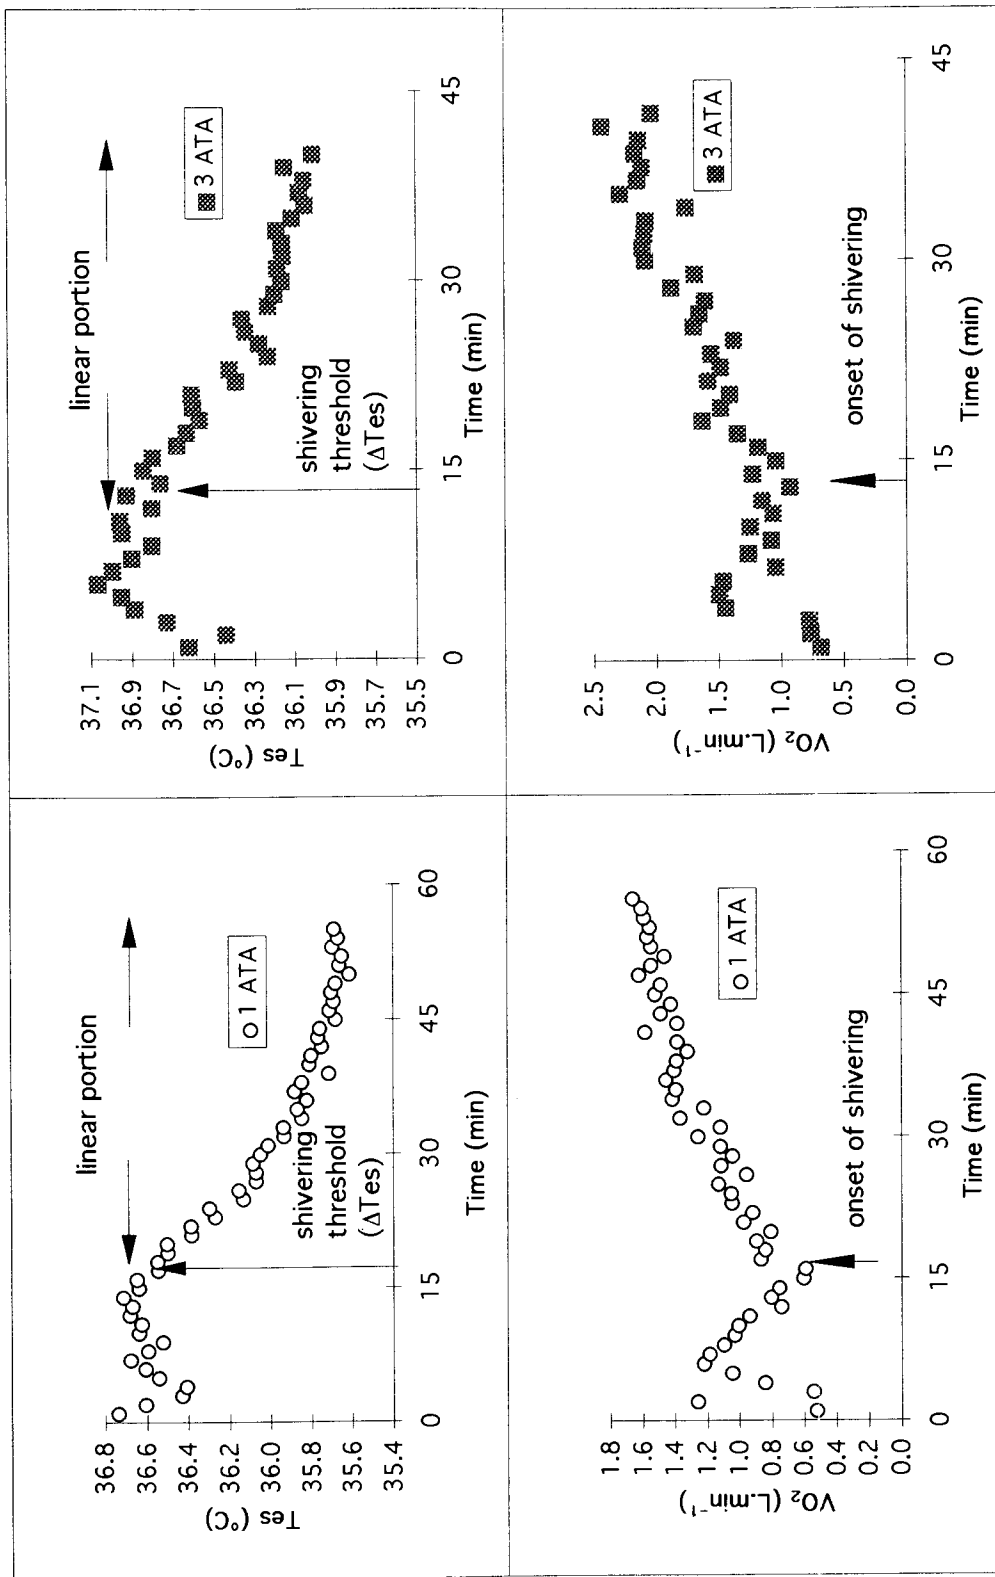 37.1
36.9
36.7
36.5
36.3
36.1
35.9
35.7
35.5
Tes (°C)
linear portion
3 ATA
shivering
threshold
(ΔTes)
0
15
30
45
Time (min)
2.5
2.0
1.5
1.0
0.5
0.0
VO₂ (L.min⁻¹)
3 ATA
onset of shivering
0
15
30
45
Time (min)
36.8
36.6
36.4
36.2
36.0
35.8
35.6
35.4
Tes (°C)
linear portion
1 ATA
shivering
threshold
(ΔTes)
0
15
30
45
60
Time (min)
1.8
1.6
1.4
1.2
1.0
0.8
0.6
0.4
0.2
0.0
VO₂ (L.min⁻¹)
1 ATA
onset of shivering
0
15
30
45
60
Time (min)